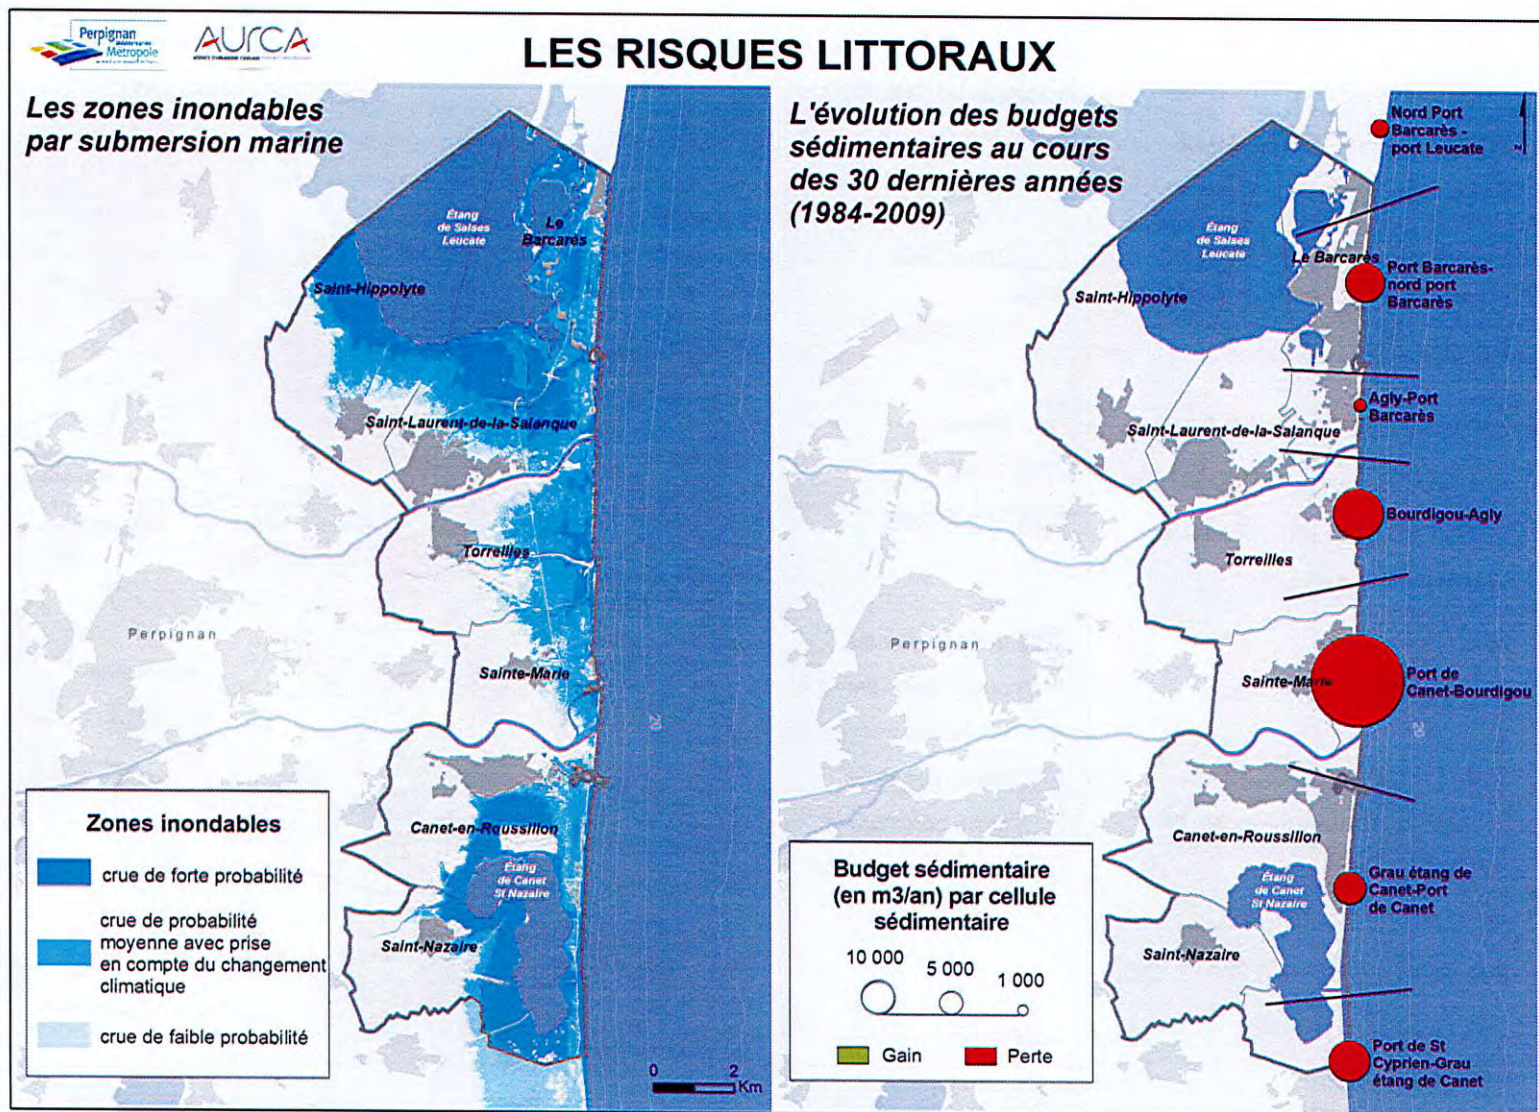 Perpignan
Méditerranée
Métropole
AURCA
LES RISQUES LITTORAUX
Les zones inondables
par submersion marine
Étang
de Salses
Leucate
Le
Barcarès
Saint-Hippolyte
Saint-Laurent-de-la-Salanque
Torreilles
Perpignan
Sainte-Marie
20
Canet-en-Roussillon
Étang
de Canet
St Nazaire
Saint-Nazaire
Zones inondables
crue de forte probabilité
crue de probabilité
moyenne avec prise
en compte du changement
climatique
crue de faible probabilité
0 2
Km
L'évolution des budgets
sédimentaires au cours
des 30 dernières années
(1984-2009)
Nord Port
Barcarès -
port Leucate
N
Étang
de Salses
Leucate
Le Barcarès
Port Barcarès-
nord port
Barcarès
Saint-Hippolyte
Agly-Port
Barcarès
Saint-Laurent-de-la-Salanque
Bourdigou-Agly
Torreilles
Perpignan
Sainte-Marie
Port de
Canet-Bourdigou
20
Canet-en-Roussillon
Étang
de Canet
St Nazaire
Grau étang de
Canet-Port
de Canet
Saint-Nazaire
Port de St
Cyprien-Grau
étang de Canet
Budget sédimentaire
(en m3/an) par cellule
sédimentaire
10 000 5 000 1 000
Gain Perte